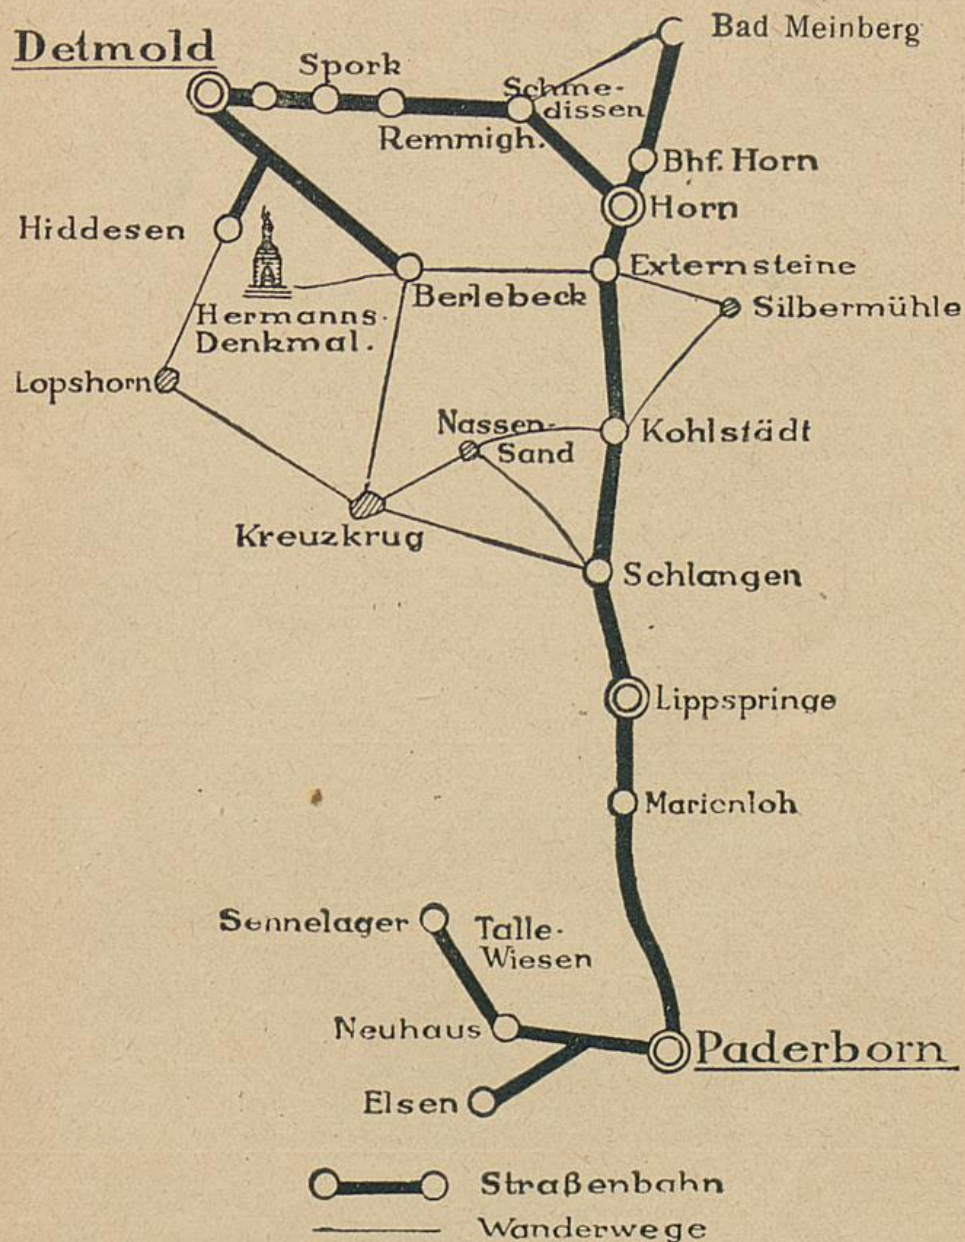 Detmold
Bad Meinberg
Spork
Schme-
dissen
Remmigh.
Bhf. Horn
Horn
Hiddesen
Externsteine
Berlebeck
Silbermühle
Hermanns-
Denkmal.
Lopshorn
Nassen-
Sand
Kohlstädt
Kreuzkrug
Schlangen
Lippspringe
Marienloh
Sennelager
Talle-
Wiesen
Neuhaus
Paderborn
Elsen
Straßenbahn
Wanderwege